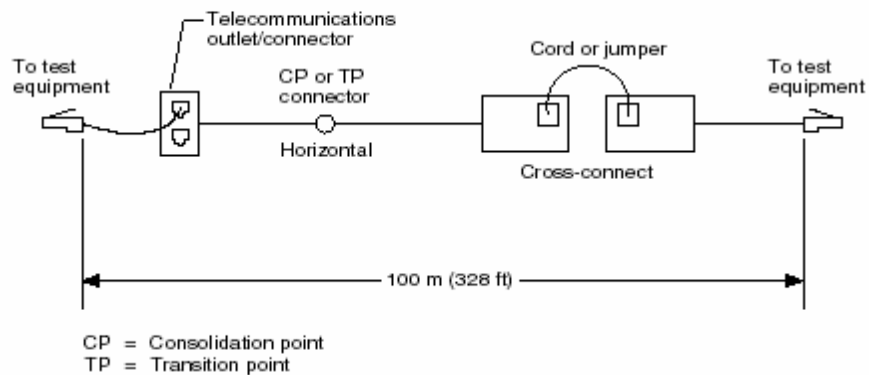 Telecommunications
outlet/connector
To test
equipment
CP or TP
connector
Horizontal
Cord or jumper
Cross-connect
To test
equipment
100 m (328 ft)
CP = Consolidation point
TP = Transition point